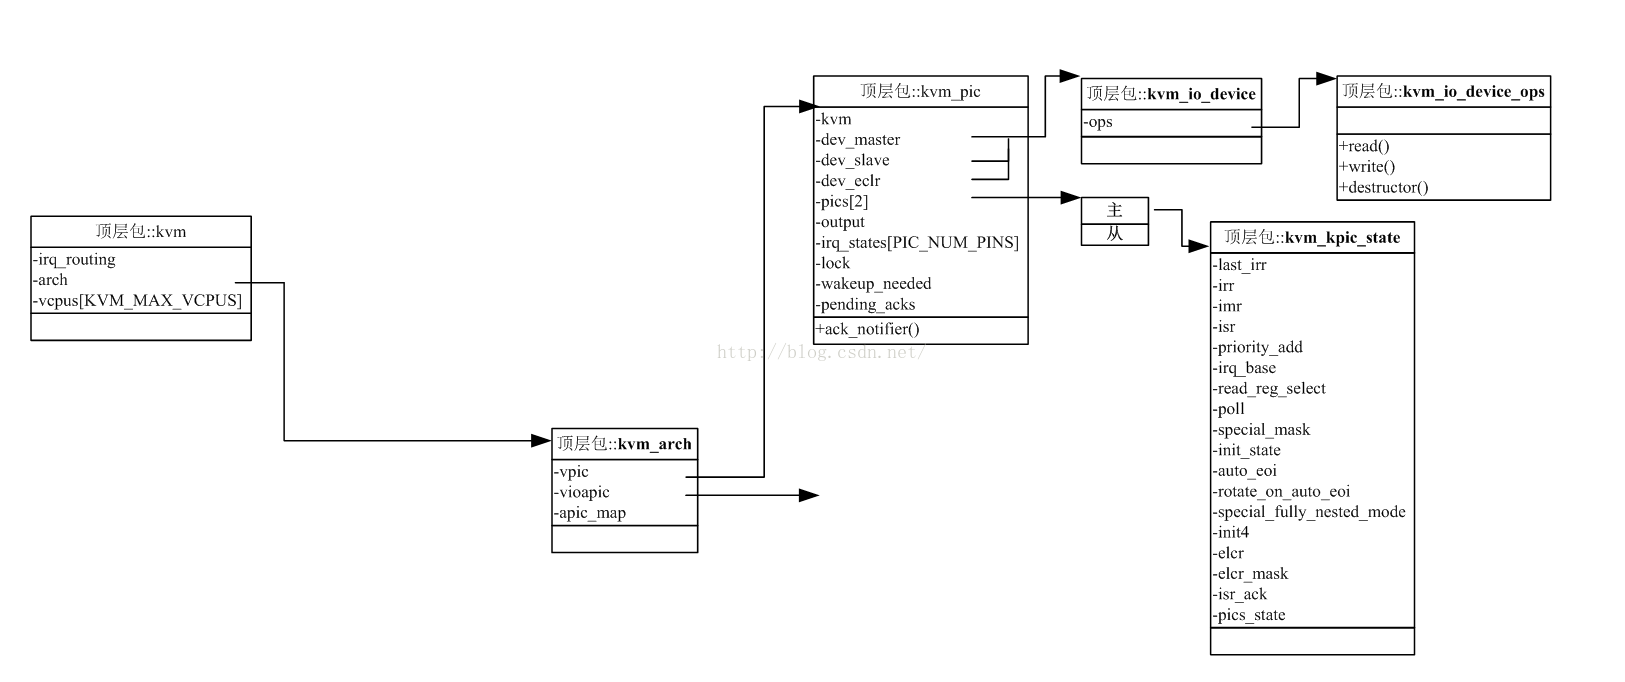 顶层包::kvm
-irq_routing
-arch
-vcpus[KVM_MAX_VCPUS]
顶层包::kvm_arch
-vpic
-vioapic
-apic_map
顶层包::kvm_pic
-kvm
-dev_master
-dev_slave
-dev_eclr
-pics[2]
-output
-irq_states[PIC_NUM_PINS]
-lock
-wakeup_needed
-pending_acks
+ack_notifier()
http://blog.csdn.net/
顶层包::kvm_io_device
-ops
顶层包::kvm_io_device_ops
+read()
+write()
+destructor()
主
从
顶层包::kvm_kpic_state
-last_irr
-irr
-imr
-isr
-priority_add
-irq_base
-read_reg_select
-poll
-special_mask
-init_state
-auto_eoi
-rotate_on_auto_eoi
-special_fully_nested_mode
-init4
-elcr
-elcr_mask
-isr_ack
-pics_state